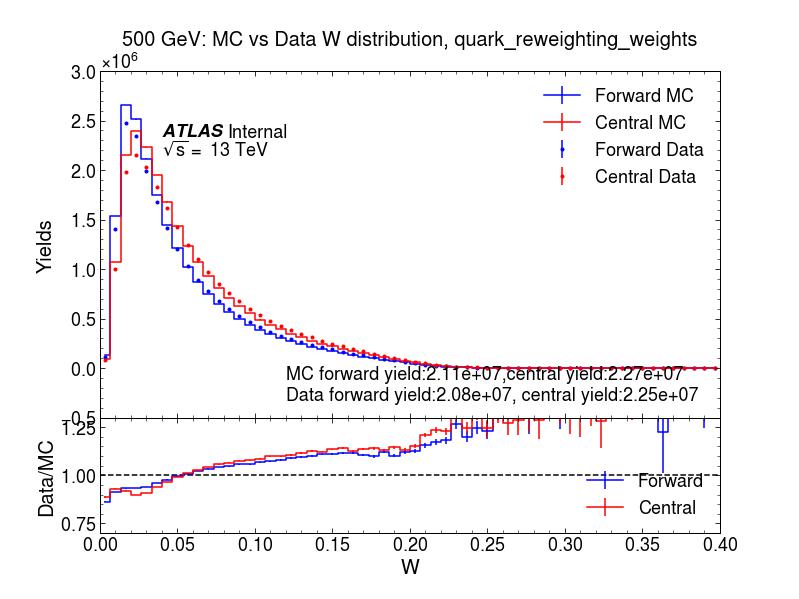 500 GeV: MC vs Data W distribution, quark_reweighting_weights
×10⁶
3.0
2.5
2.0
1.5
1.0
0.5
0.0
0.5
Yields
ATLAS Internal
√s = 13 TeV
Forward MC
Central MC
Forward Data
Central Data
MC forward yield:2.11e+07,central yield:2.27e+07
Data forward yield:2.08e+07, central yield:2.25e+07
1.25
1.00
0.75
Data/MC
Forward
Central
0.00 0.05 0.10 0.15 0.20 0.25 0.30 0.35 0.40
W